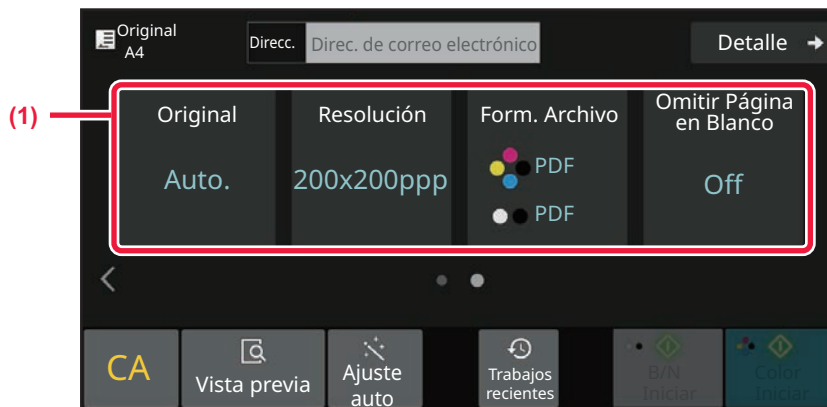 Original
A4
Direcc.
Direc. de correo electrónico
Detalle
(1)
Original
Resolución
Form. Archivo
Omitir Página
en Blanco
Auto.
200x200ppp
PDF
PDF
Off
CA
Vista previa
Ajuste
auto
Trabajos
recientes
B/N
Iniciar
Color
Iniciar